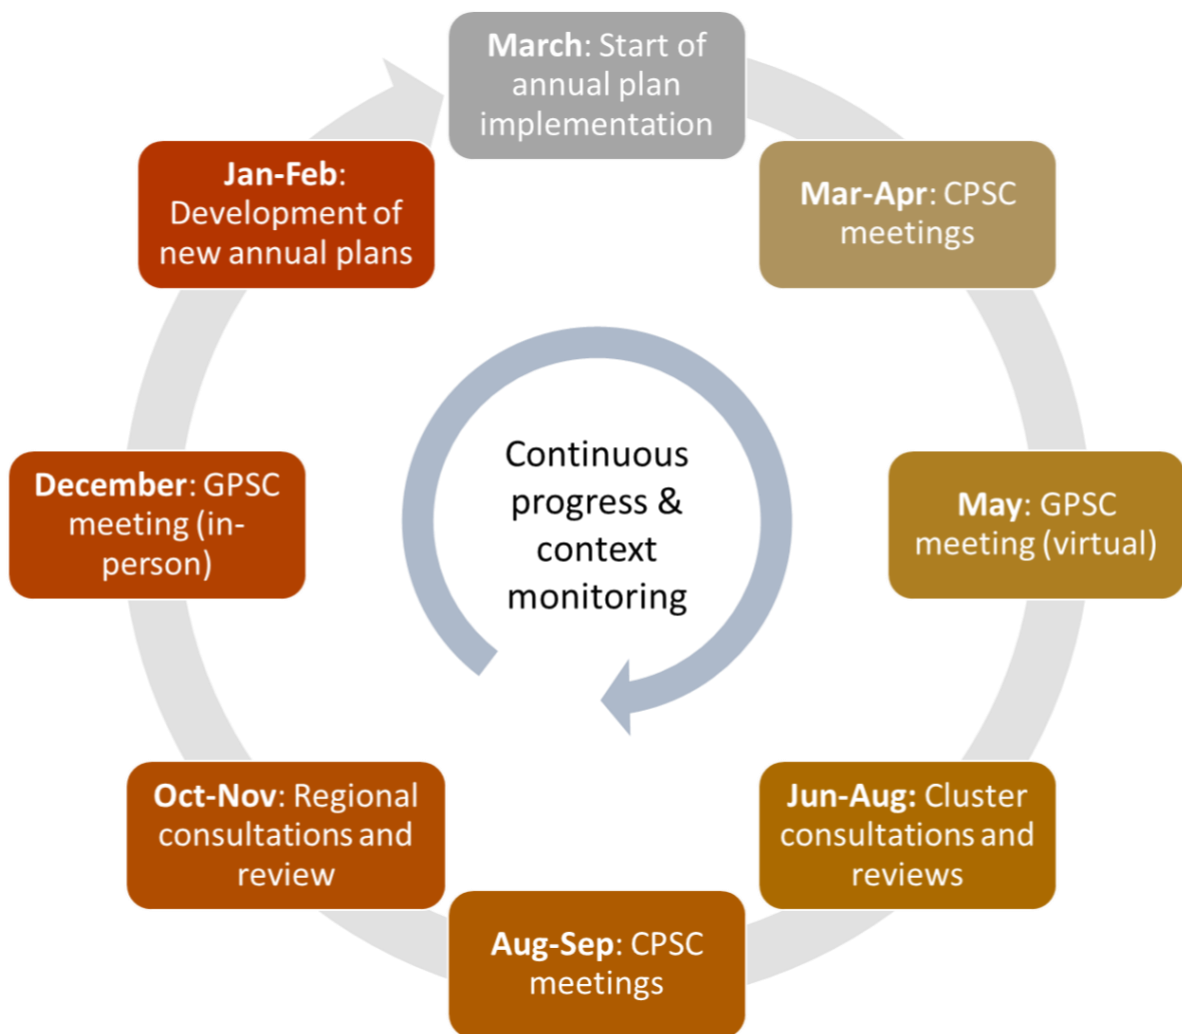 March: Start of
annual plan
implementation
Mar-Apr: CPSC
meetings
May: GPSC
meeting (virtual)
Jun-Aug: Cluster
consultations and
reviews
Aug-Sep: CPSC
meetings
Oct-Nov: Regional
consultations and
review
December: GPSC
meeting (in-
person)
Jan-Feb:
Development of
new annual plans
Continuous
progress &
context
monitoring